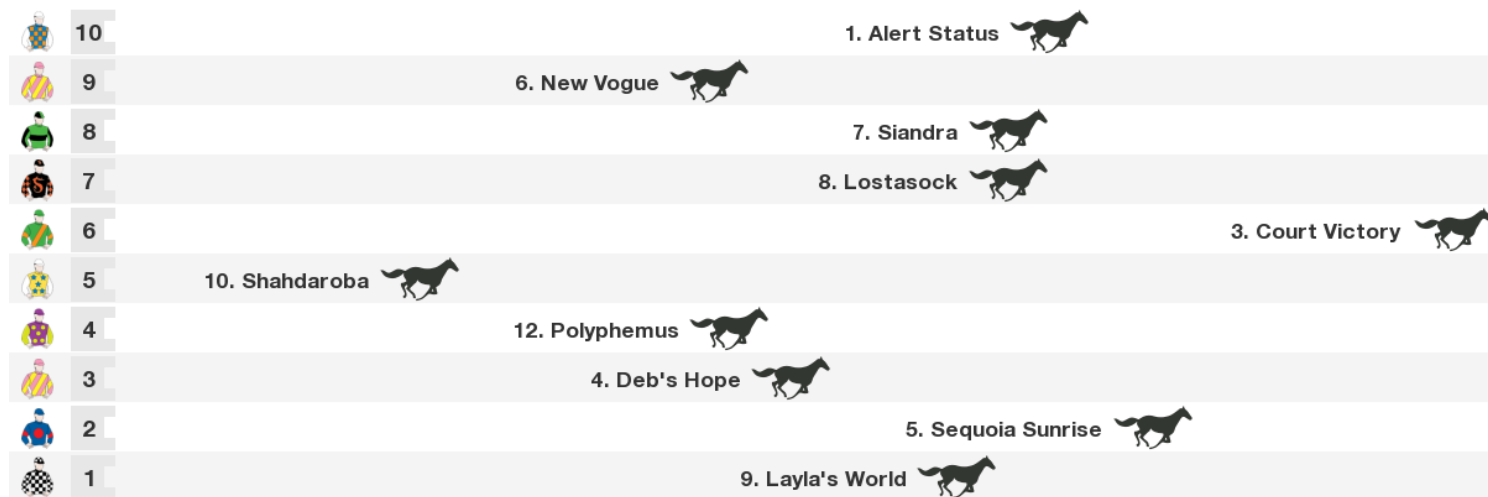 10 1. Alert Status
9 6. New Vogue
8 7. Siandra
7 8. Lostasock
6 3. Court Victory
5 10. Shahdaroba
4 12. Polyphemus
3 4. Deb's Hope
2 5. Sequoia Sunrise
1 9. Layla's World